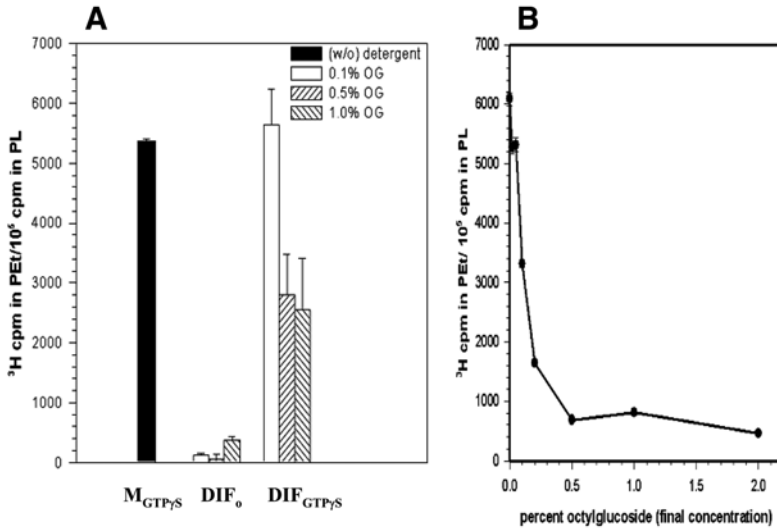 A
7000
6000
5000
4000
3000
2000
1000
0
³H cpm in PEt/10⁵ cpm in PL
(w/o) detergent
0.1% OG
0.5% OG
1.0% OG
M_GTPγS DIF_o DIF_GTPγS
B
7000
6000
5000
4000
3000
2000
1000
0
³H cpm in PEt/ 10⁵ cpm in PL
0.0 0.5 1.0 1.5 2.0
percent octylglucoside (final concentration)